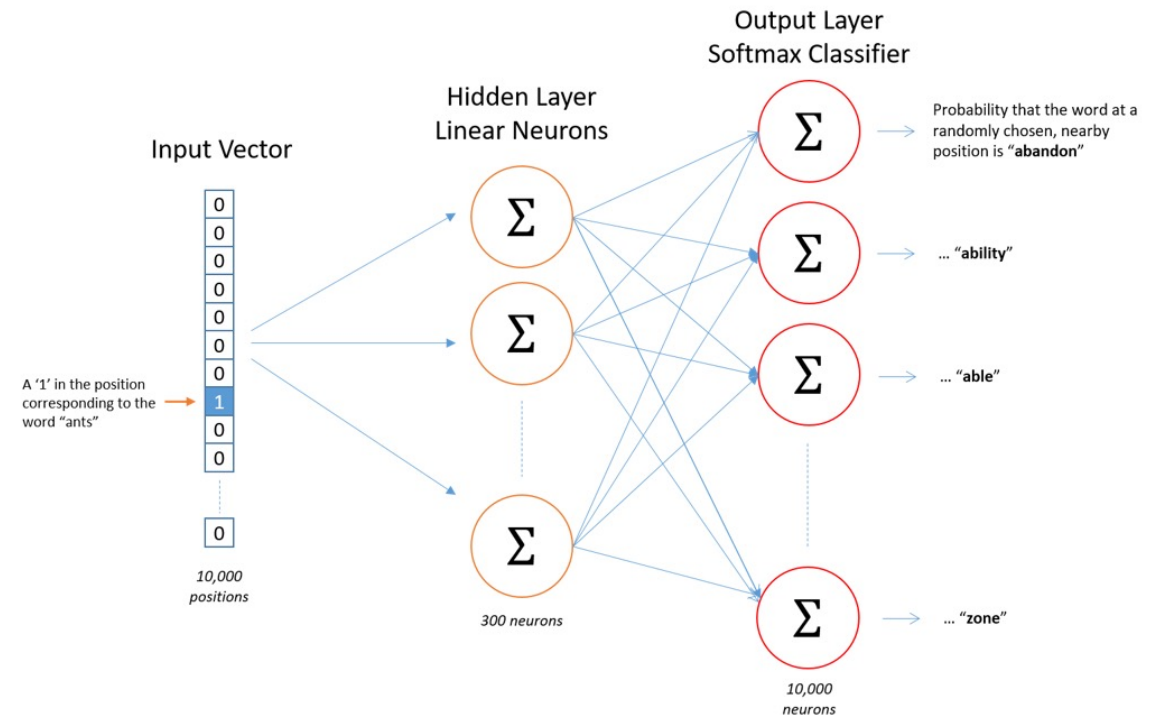 Output Layer
Softmax Classifier
Hidden Layer
Linear Neurons
Input Vector
0
0
0
0
0
0
0
1
0
0
0
A ‘1’ in the position
corresponding to the
word “ants”
10,000
positions
Σ
Σ
Σ
300 neurons
Σ
Σ
Σ
Σ
10,000
neurons
Probability that the word at a
randomly chosen, nearby
position is “abandon”
... “ability”
... “able”
... “zone”